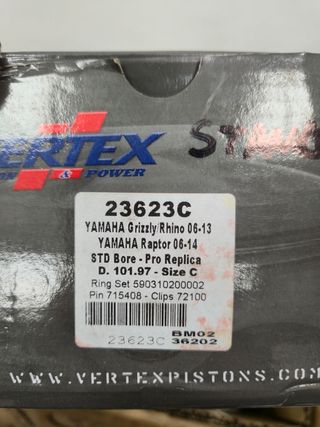 VERTEX
& POWER
23623C
YAMAHA Grizzly/Rhino 06-13
YAMAHA Raptor 06-14
STD Bore - Pro Replica
D. 101.97 - Size C
Ring Set 590310200002
Pin 715408 - Clips 72100
BM02
23623C 36202
WWW.VERTEXPISTONS.COM